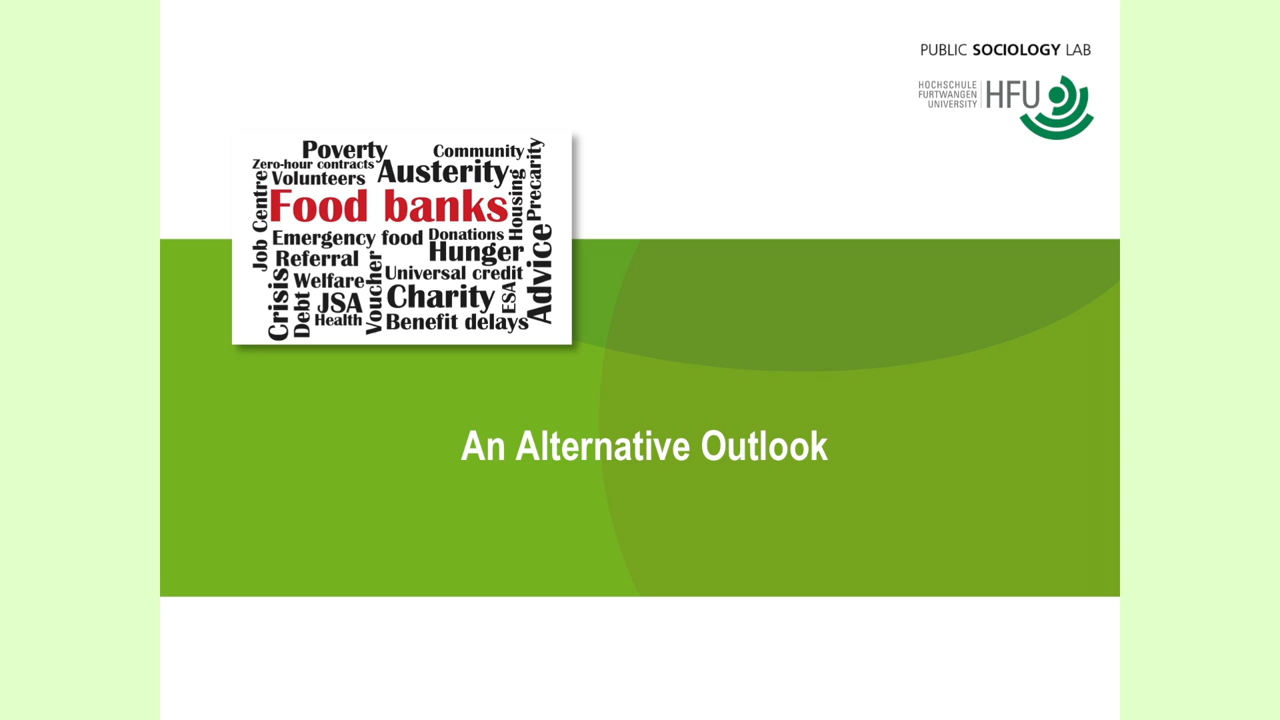 PUBLIC SOCIOLOGY LAB
HOCHSCHULE
FURTWANGEN
UNIVERSITY
HFU
Poverty
Community
Zero-hour contracts
Austerity
Volunteers
Precarity
Housing
Job Centre
Food banks
Emergency food
Donations
Hunger
Referral
Universal credit
Advice
Crisis
Welfare
Voucher
Debt
JSA
Charity
ESA
Health
Benefit delays
An Alternative Outlook